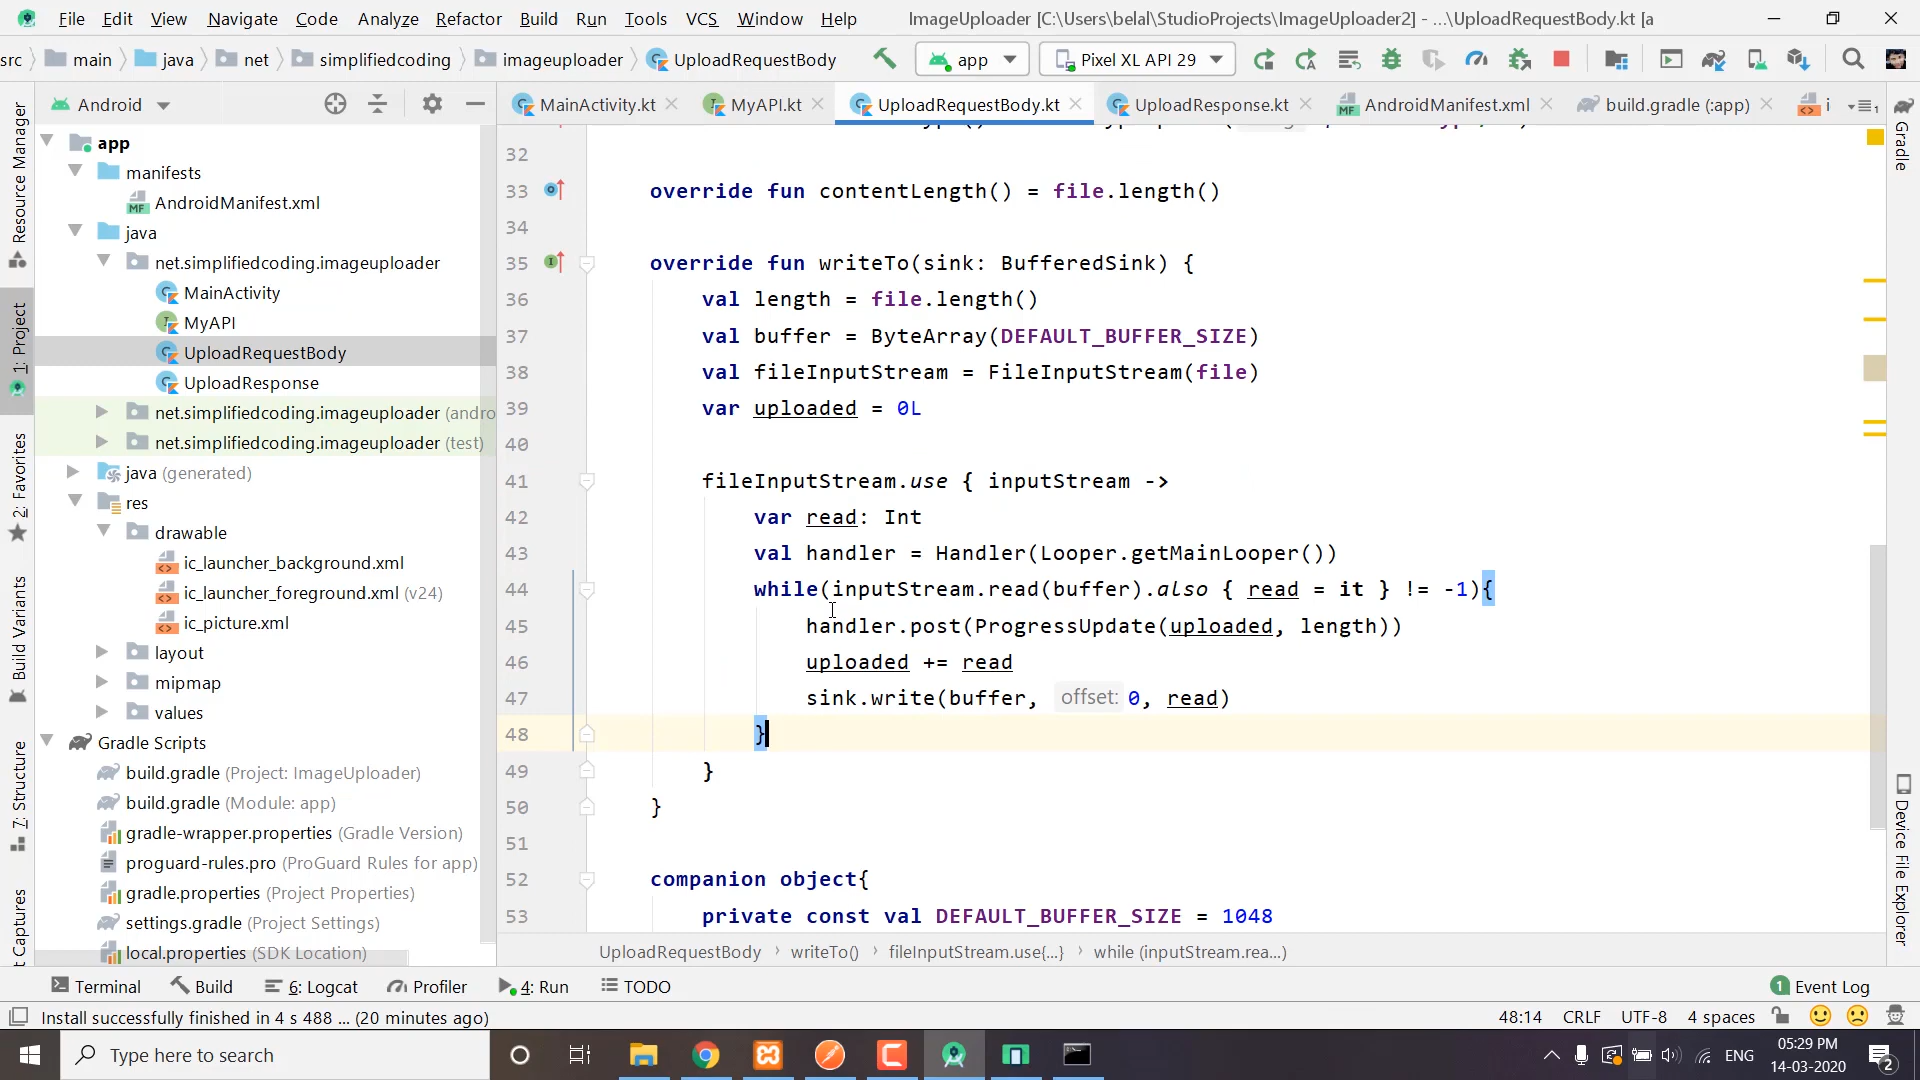 File Edit View Navigate Code Analyze Refactor Build Run Tools VCS Window Help ImageUploader [C:\Users\belal\StudioProjects\ImageUploader2] - ...\UploadRequestBody.kt [a
src main java net simplifiedcoding imageuploader UploadRequestBody app Pixel XL API 29
Android MainActivity.kt MyAPI.kt UploadRequestBody.kt UploadResponse.kt AndroidManifest.xml build.gradle (:app) i
Resource Manager
1: Project
2: Favorites
Build Variants
7: Structure
t Captures
app
manifests
AndroidManifest.xml
java
net.simplifiedcoding.imageuploader
MainActivity
MyAPI
UploadRequestBody
UploadResponse
net.simplifiedcoding.imageuploader (andro
net.simplifiedcoding.imageuploader (test)
java (generated)
res
drawable
ic_launcher_background.xml
ic_launcher_foreground.xml (v24)
ic_picture.xml
layout
mipmap
values
Gradle Scripts
build.gradle (Project: ImageUploader)
build.gradle (Module: app)
gradle-wrapper.properties (Gradle Version)
proguard-rules.pro (ProGuard Rules for app)
gradle.properties (Project Properties)
settings.gradle (Project Settings)
local.properties (SDK Location)
32
33 override fun contentLength() = file.length()
34
35 override fun writeTo(sink: BufferedSink) {
36 val length = file.length()
37 val buffer = ByteArray(DEFAULT_BUFFER_SIZE)
38 val fileInputStream = FileInputStream(file)
39 var uploaded = 0L
40
41 fileInputStream.use { inputStream ->
42 var read: Int
43 val handler = Handler(Looper.getMainLooper())
44 while(inputStream.read(buffer).also { read = it } != -1){
45 handler.post(ProgressUpdate(uploaded, length))
46 uploaded += read
47 sink.write(buffer, offset: 0, read)
48 }
49 }
50 }
51
52 companion object{
53 private const val DEFAULT_BUFFER_SIZE = 1048
UploadRequestBody › writeTo() › fileInputStream.use{...} › while (inputStream.rea...)
Gradle
Device File Explorer
Terminal Build 6: Logcat Profiler 4: Run TODO 1 Event Log
Install successfully finished in 4 s 488 ... (20 minutes ago) 48:14 CRLF UTF-8 4 spaces
Type here to search ENG 05:29 PM
14-03-2020 2